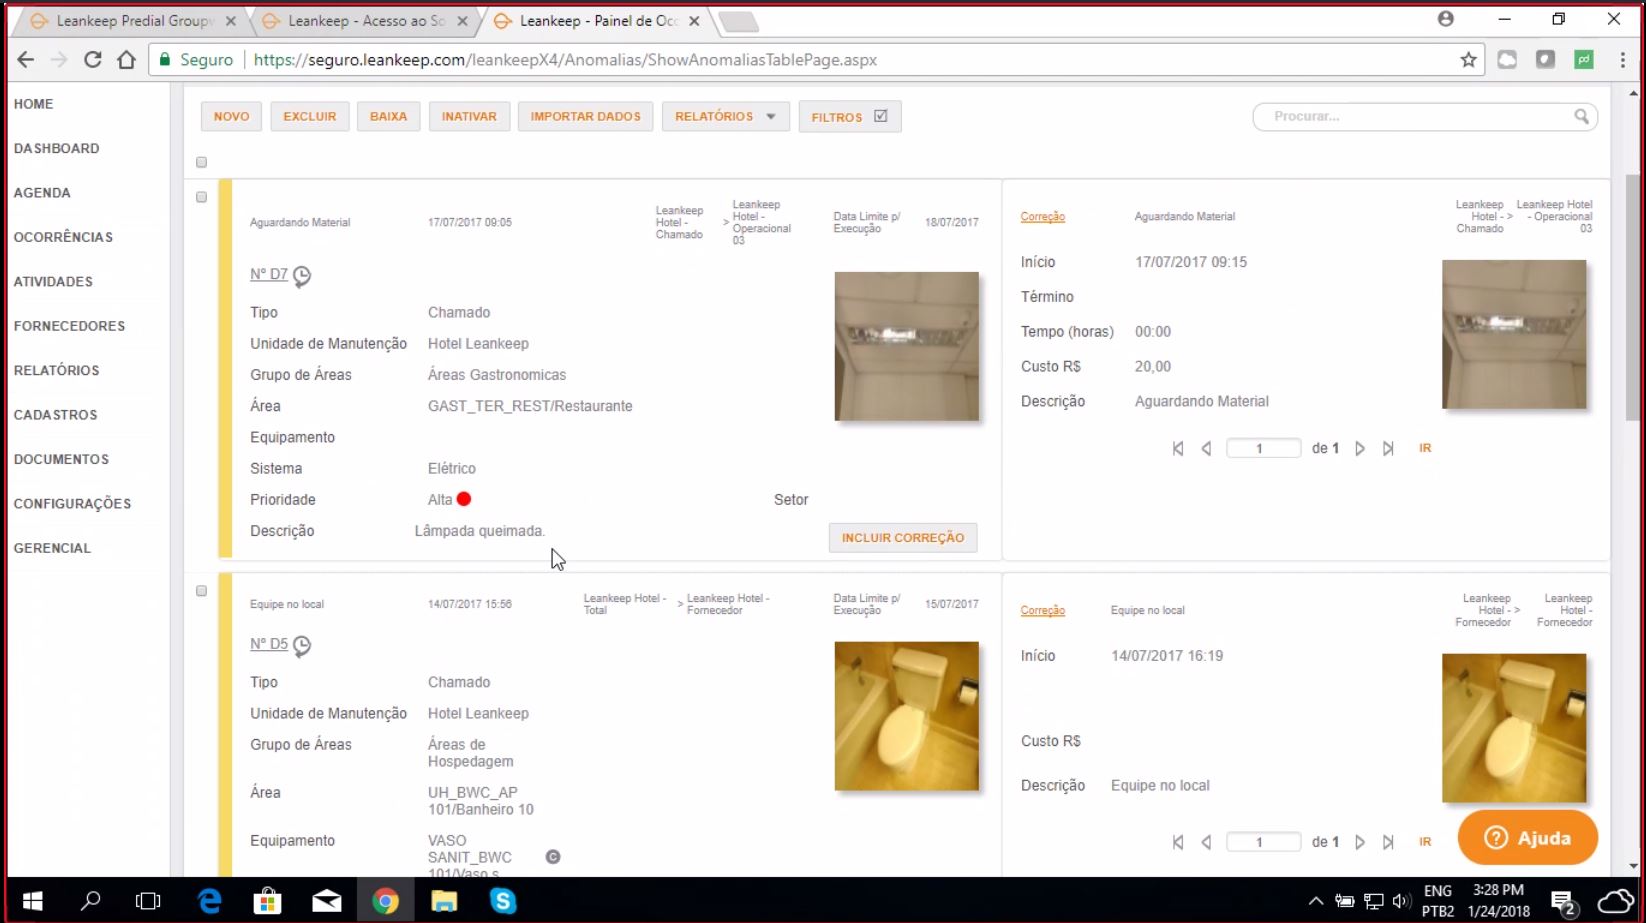 Leankeep Predial Groupw
Leankeep - Acesso ao So
Leankeep - Painel de Oco
Seguro
https://seguro.leankeep.com/leankeepX4/Anomalias/ShowAnomaliasTablePage.aspx
HOME
DASHBOARD
AGENDA
OCORRÊNCIAS
ATIVIDADES
FORNECEDORES
RELATÓRIOS
CADASTROS
DOCUMENTOS
CONFIGURAÇÕES
GERENCIAL
NOVO
EXCLUIR
BAIXA
INATIVAR
IMPORTAR DADOS
RELATÓRIOS
FILTROS
Procurar...
Aguardando Material
17/07/2017 09:05
Leankeep
Hotel -
Chamado
>
Leankeep
Hotel -
Operacional
03
Data Limite p/
Execução
18/07/2017
Nº D7
Tipo Chamado
Unidade de Manutenção Hotel Leankeep
Grupo de Áreas Áreas Gastronomicas
Área GAST_TER_REST/Restaurante
Equipamento
Sistema Elétrico
Prioridade Alta
Setor
Descrição Lâmpada queimada.
INCLUIR CORREÇÃO
Correção
Aguardando Material
Leankeep
Hotel - >
Chamado
Leankeep Hotel
- Operacional
03
Início 17/07/2017 09:15
Término
Tempo (horas) 00:00
Custo R$ 20,00
Descrição Aguardando Material
1 de 1 IR
Equipe no local
14/07/2017 15:56
Leankeep Hotel -
Total
>
Leankeep Hotel -
Fornecedor
Data Limite p/
Execução
15/07/2017
Nº D5
Tipo Chamado
Unidade de Manutenção Hotel Leankeep
Grupo de Áreas Áreas de
Hospedagem
Área UH_BWC_AP
101/Banheiro 10
Equipamento VASO
SANIT_BWC C
101/Vaso s
Correção
Equipe no local
Leankeep
Hotel - >
Fornecedor
Leankeep
Hotel -
Fornecedor
Início 14/07/2017 16:19
Custo R$
Descrição Equipe no local
1 de 1 IR
? Ajuda
ENG
PTB2
3:28 PM
1/24/2018
2